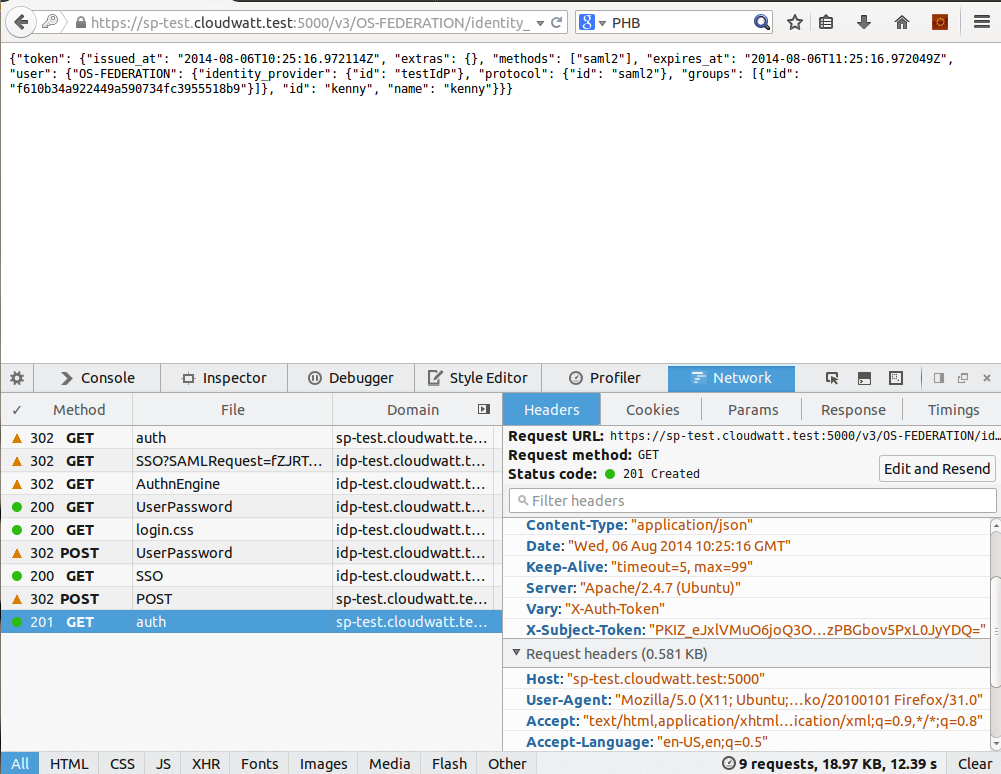 https://sp-test.cloudwatt.test:5000/v3/OS-FEDERATION/identity_ 8 PHB
{"token": {"issued_at": "2014-08-06T10:25:16.972114Z", "extras": {}, "methods": ["saml2"], "expires_at": "2014-08-06T11:25:16.972049Z",
"user": {"OS-FEDERATION": {"identity_provider": {"id": "testIdP"}, "protocol": {"id": "saml2"}, "groups": [{"id":
"f610b34a922449a590734fc3955518b9"}]}, "id": "kenny", "name": "kenny"}}}
Console Inspector Debugger Style Editor Profiler Network
✓ Method File Domain Headers Cookies Params Response Timings
302 GET auth sp-test.cloudwatt.te…
302 GET SSO?SAMLRequest=fZJRT… idp-test.cloudwatt.t…
302 GET AuthnEngine idp-test.cloudwatt.t…
200 GET UserPassword idp-test.cloudwatt.t…
200 GET login.css idp-test.cloudwatt.t…
302 POST UserPassword idp-test.cloudwatt.t…
200 GET SSO idp-test.cloudwatt.t…
302 POST POST sp-test.cloudwatt.te…
201 GET auth sp-test.cloudwatt.te…
Request URL: https://sp-test.cloudwatt.test:5000/v3/OS-FEDERATION/id…
Request method: GET
Status code: 201 Created
Edit and Resend
Filter headers
Content-Type: "application/json"
Date: "Wed, 06 Aug 2014 10:25:16 GMT"
Keep-Alive: "timeout=5, max=99"
Server: "Apache/2.4.7 (Ubuntu)"
Vary: "X-Auth-Token"
X-Subject-Token: "PKIZ_eJxlVMuO6joQ3O…zPBGbov5PxL0JyYDQ="
Request headers (0.581 KB)
Host: "sp-test.cloudwatt.test:5000"
User-Agent: "Mozilla/5.0 (X11; Ubuntu;…ko/20100101 Firefox/31.0"
Accept: "text/html,application/xhtml…ication/xml;q=0.9,*/*;q=0.8"
Accept-Language: "en-US,en;q=0.5"
All HTML CSS JS XHR Fonts Images Media Flash Other 9 requests, 18.97 KB, 12.39 s Clear